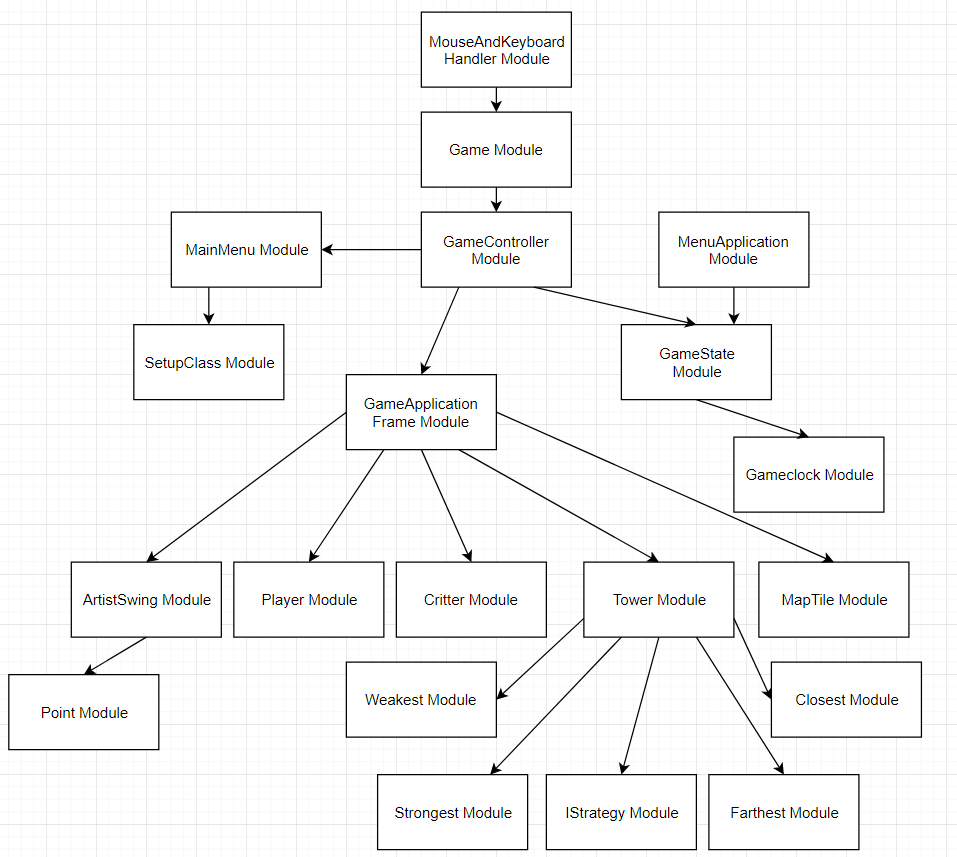 MouseAndKeyboard
Handler Module
Game Module
MainMenu Module
GameController
Module
MenuApplication
Module
SetupClass Module
GameState
Module
GameApplication
Frame Module
Gameclock Module
ArtistSwing Module
Player Module
Critter Module
Tower Module
MapTile Module
Point Module
Weakest Module
Closest Module
Strongest Module
IStrategy Module
Farthest Module